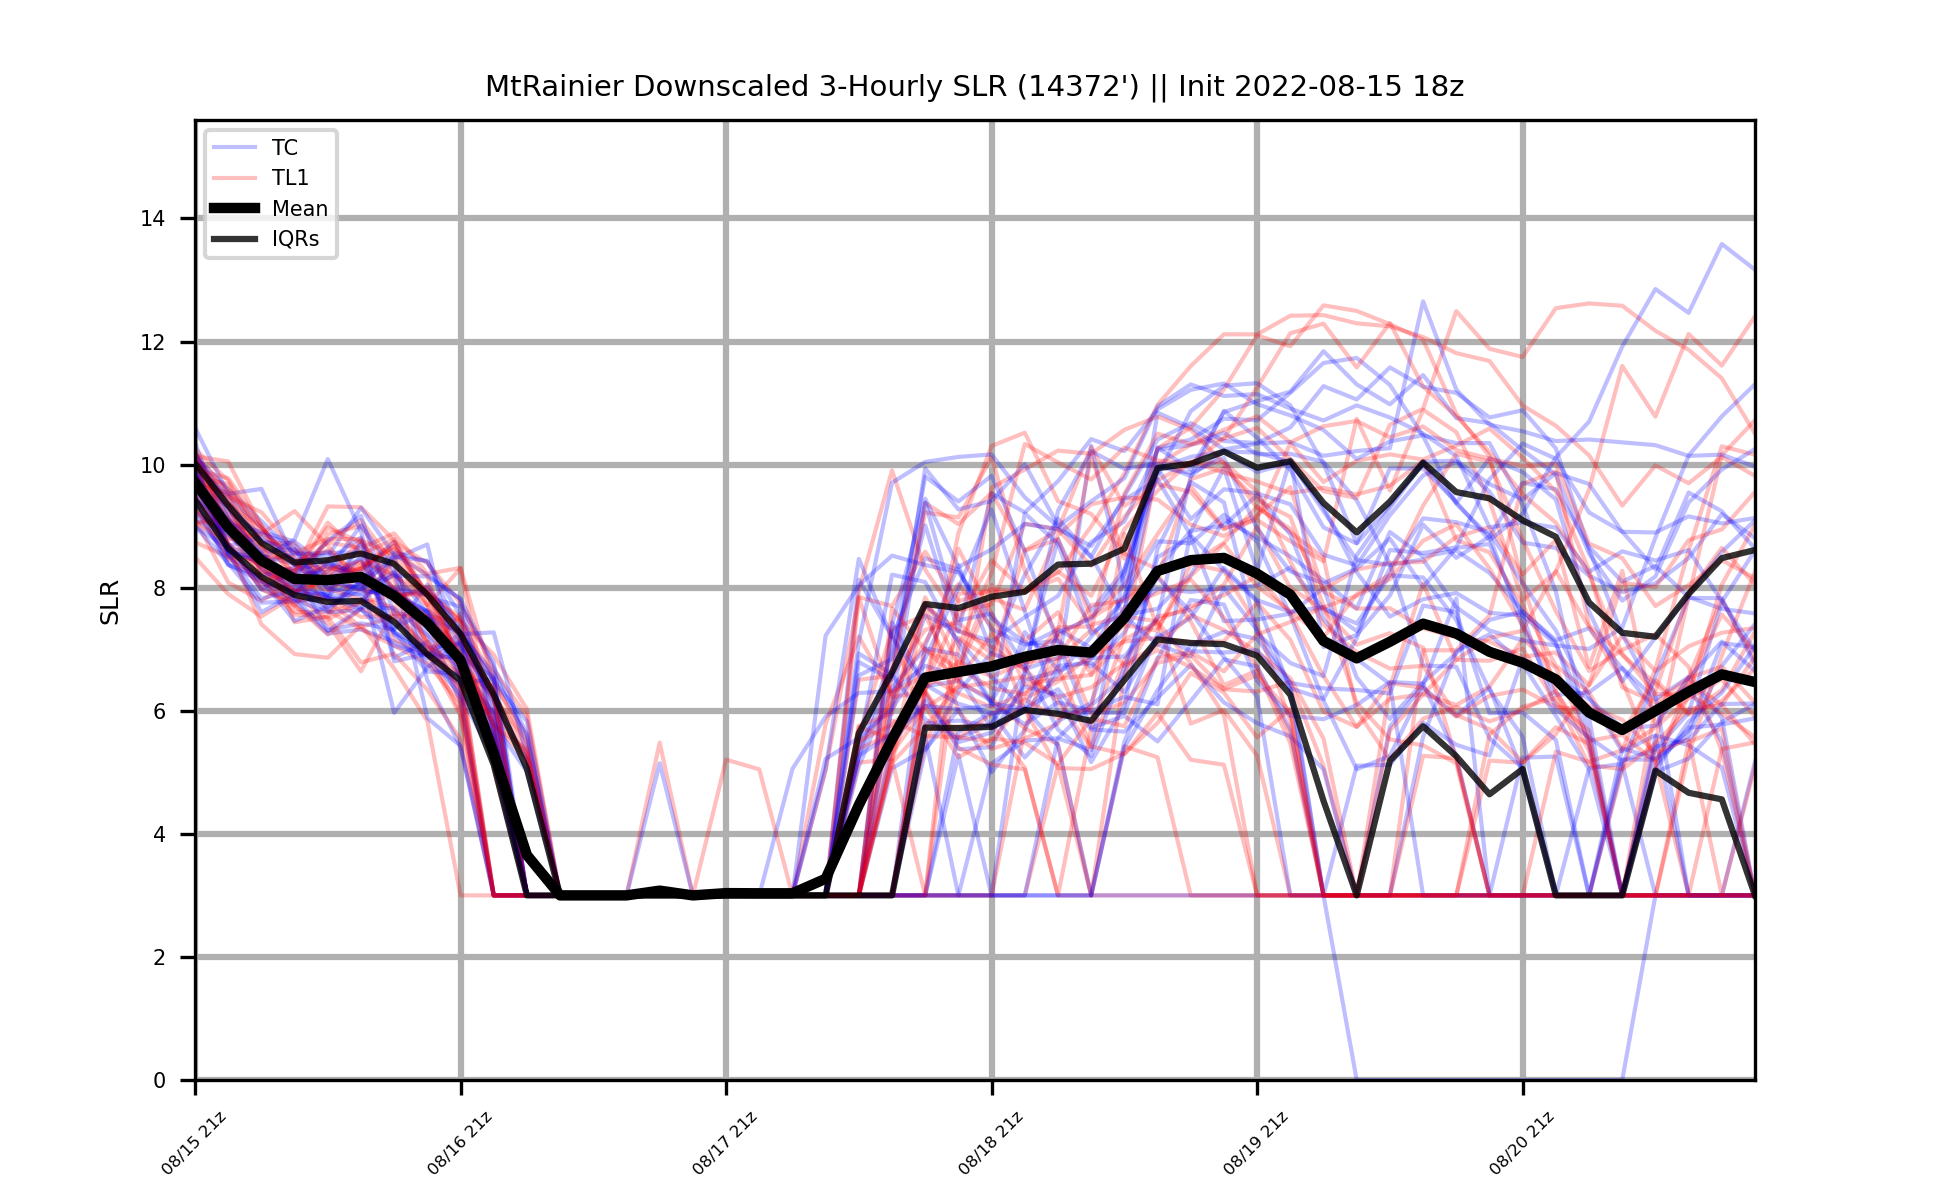 MtRainier Downscaled 3-Hourly SLR (14372') || Init 2022-08-15 18z
TC
TL1
Mean
IQRs
SLR
14
12
10
8
6
4
2
0
08/15 21z
08/16 21z
08/17 21z
08/18 21z
08/19 21z
08/20 21z